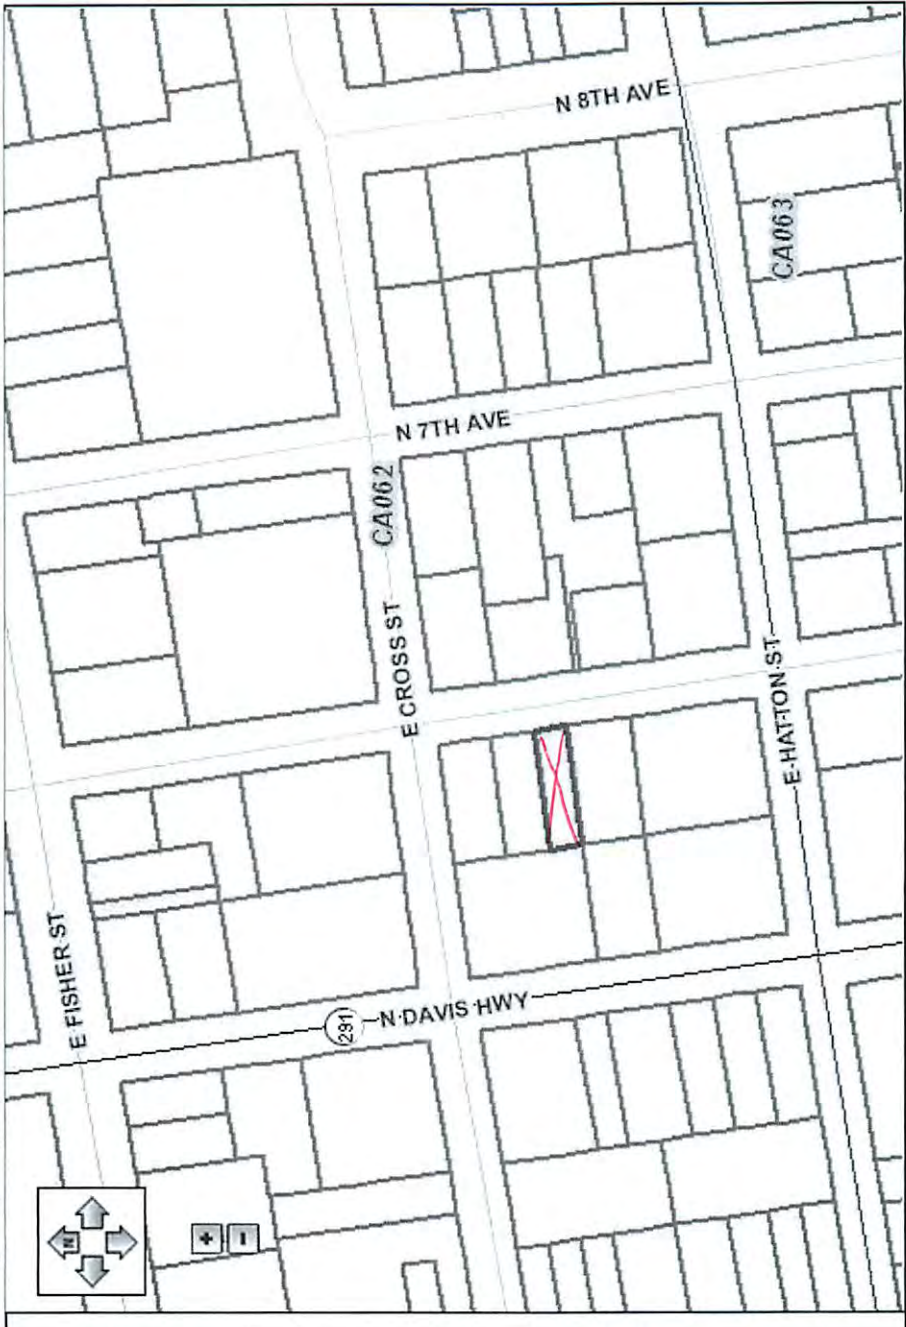 N 8TH AVE
CA063
N 7TH AVE
CA062
E CROSS ST
E HATTON ST
E FISHER ST
N DAVIS HWY
291
N
+
-